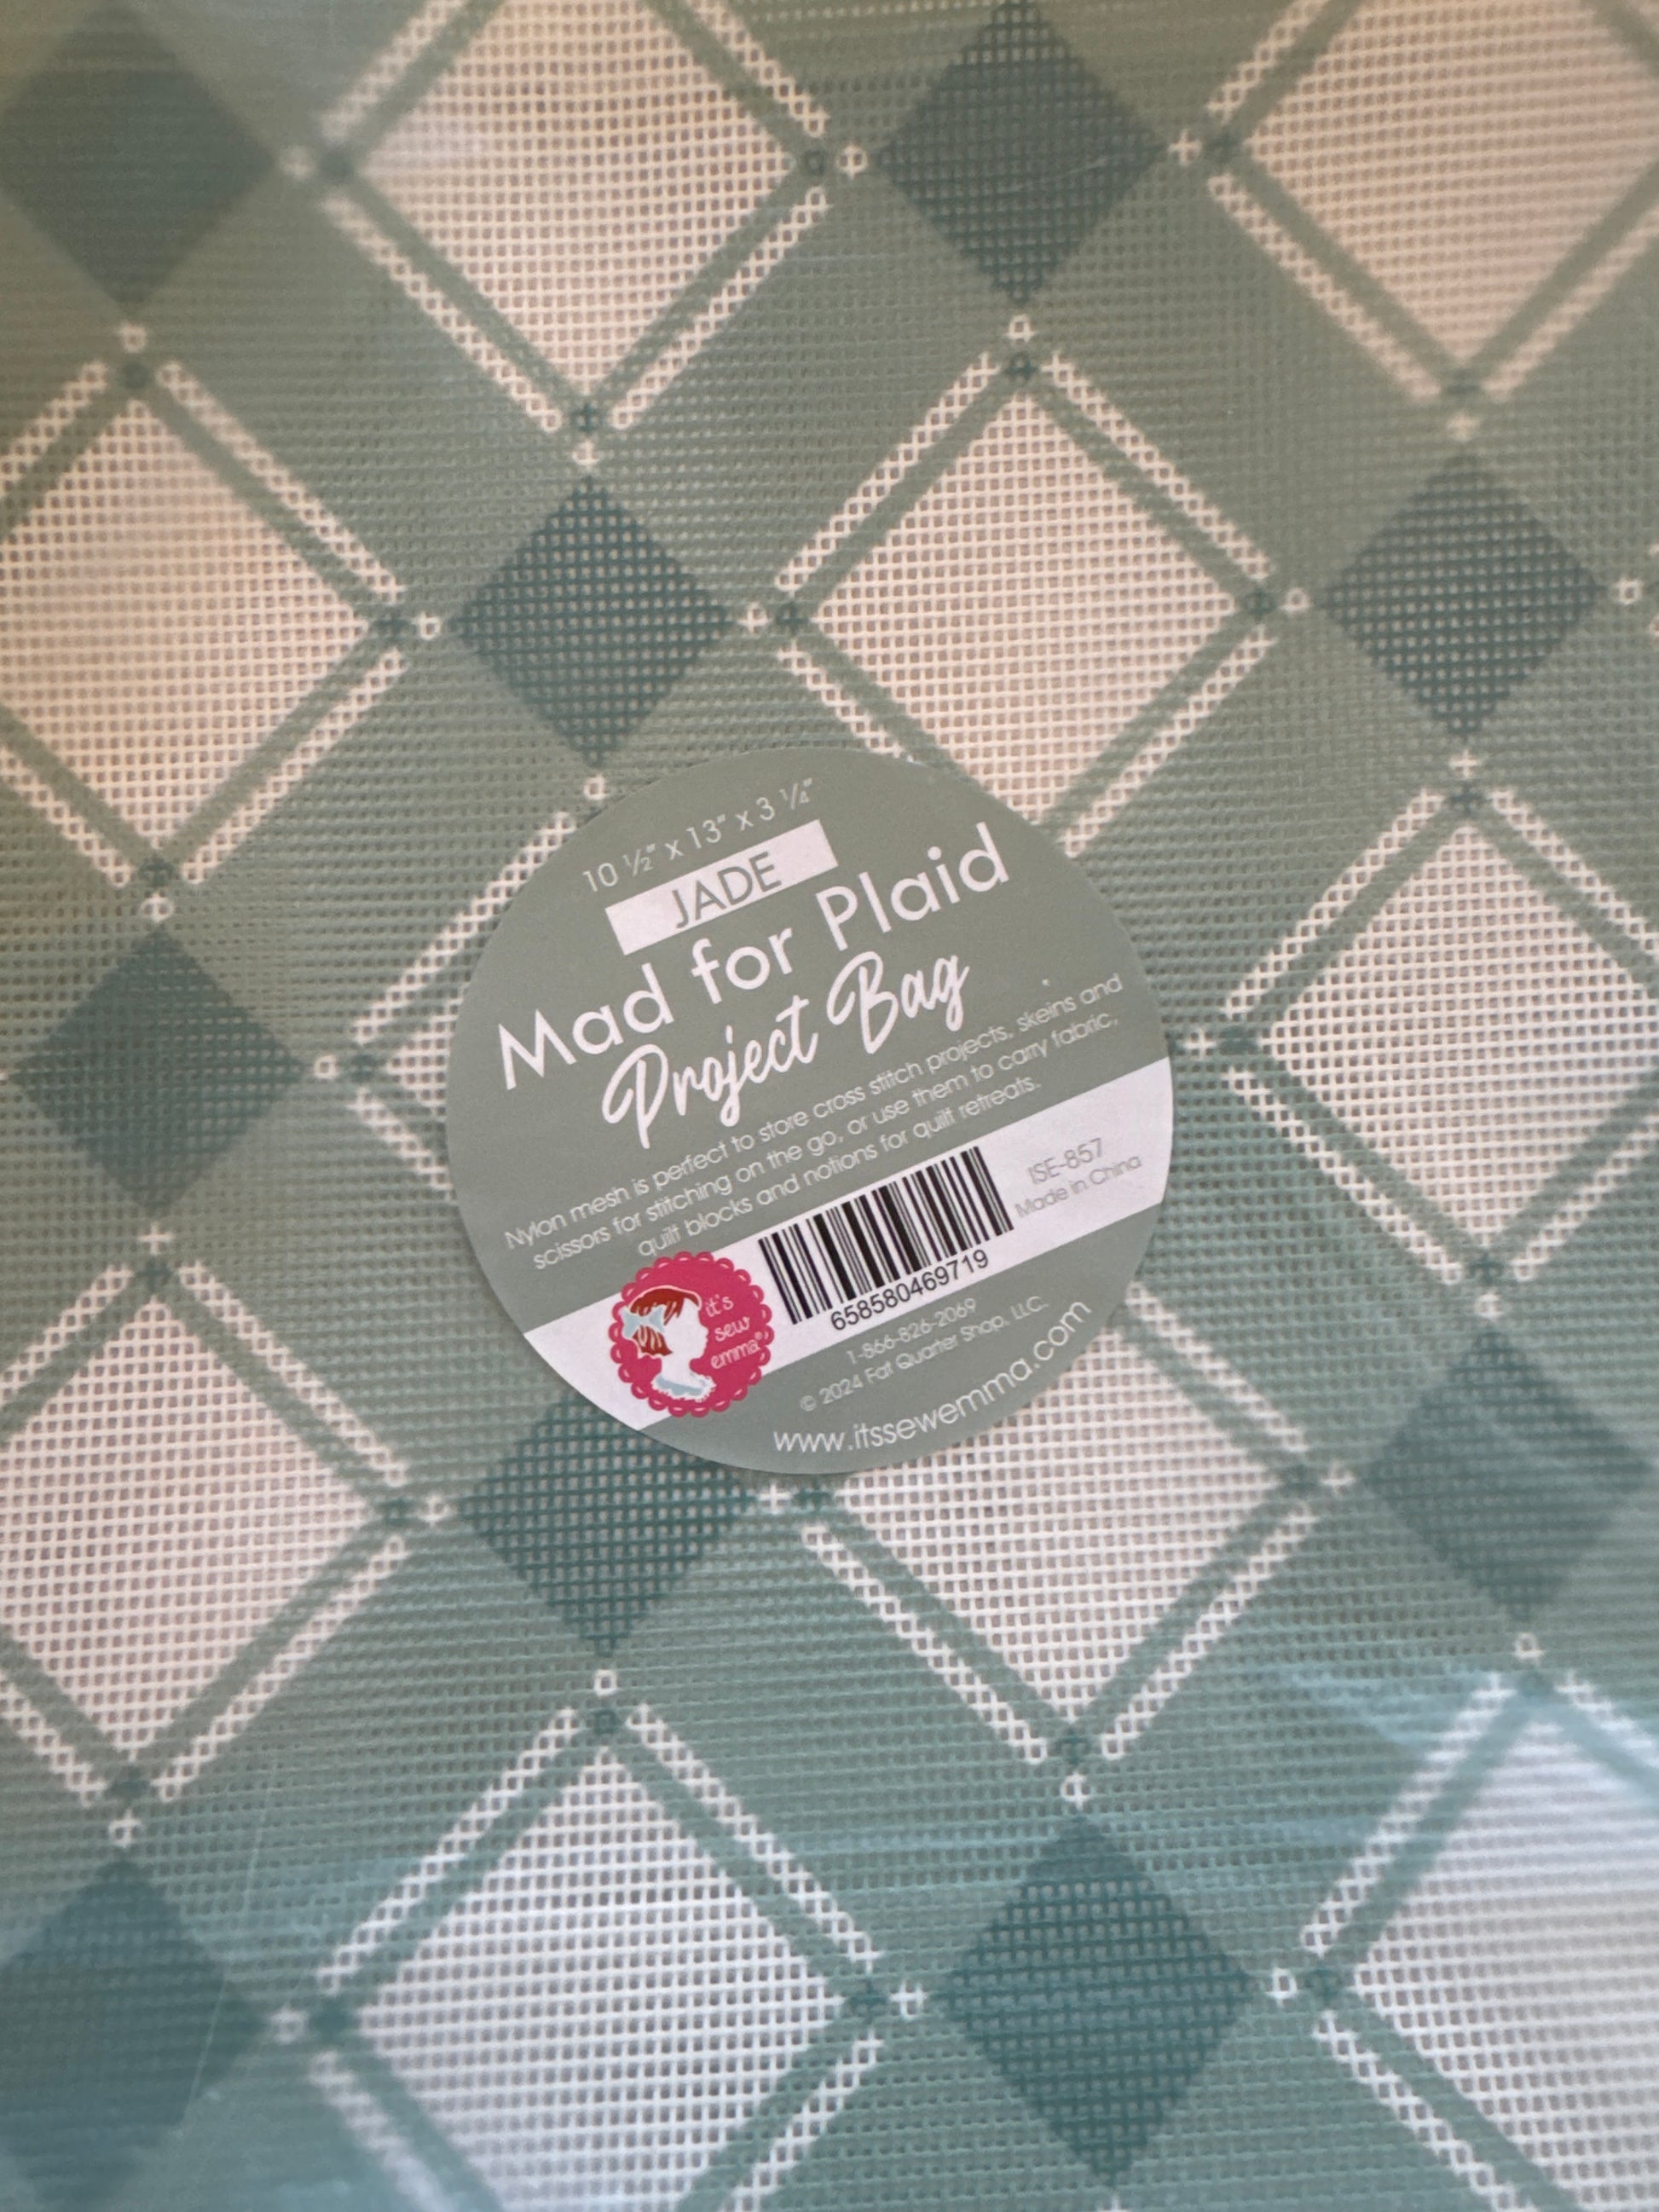 10 ½" x 13" x 3 ¼"
JADE
Mad for Plaid
Project Bag
Nylon mesh is perfect to store cross stitch projects, skeins and
scissors for stitching on the go, or use them to carry fabric,
quilt blocks and notions for quilt retreats.
ISE-857
Made in China
658580469719
it's
sew
emma®
1-866-826-2069
© 2024 Fat Quarter Shop, LLC.
www.itssewemma.com